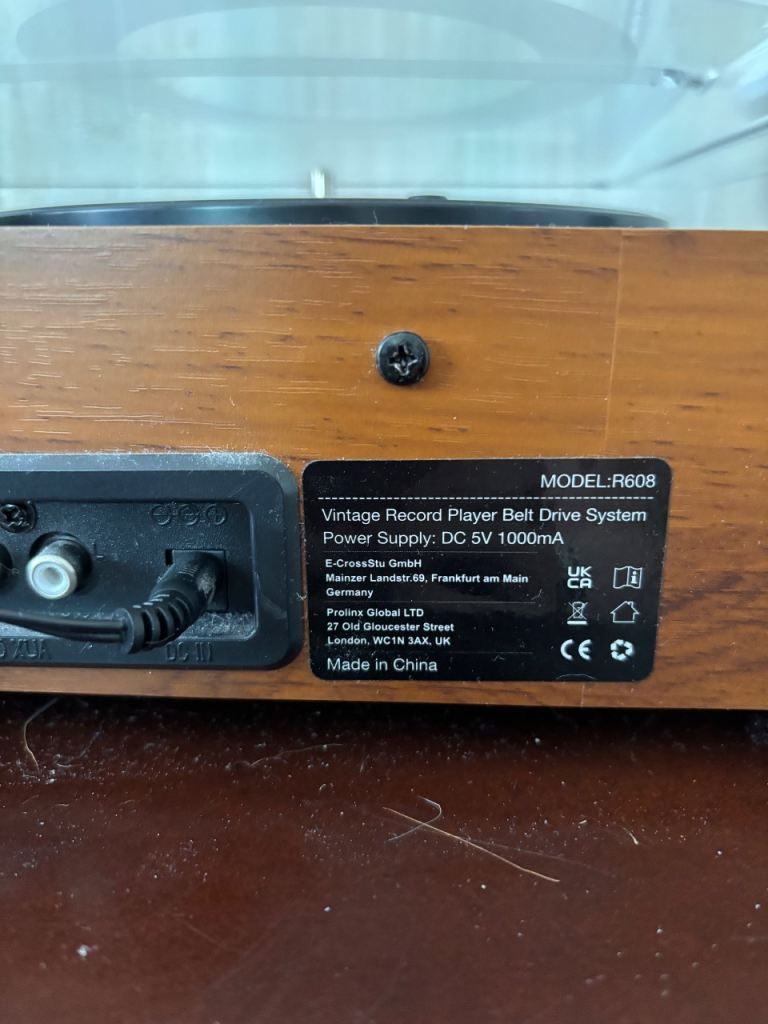 MODEL:R608
Vintage Record Player Belt Drive System
Power Supply: DC 5V 1000mA
E-CrossStu GmbH
Mainzer Landstr.69, Frankfurt am Main
Germany
Prolinx Global LTD
27 Old Gloucester Street
London, WC1N 3AX, UK
Made in China
UK
CA
CE
DC IN